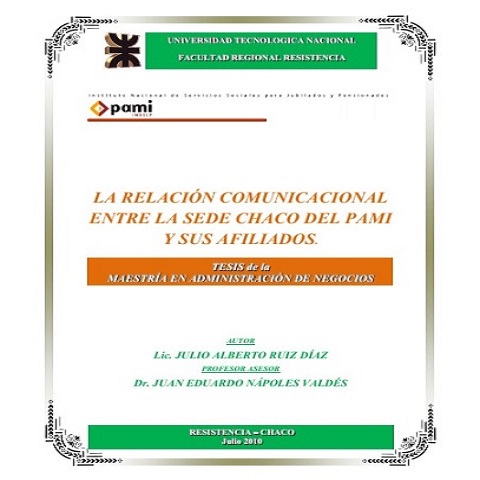 UNIVERSIDAD TECNOLOGICA NACIONAL
FACULTAD REGIONAL RESISTENCIA
Instituto Nacional de Servicios Sociales para Jubilados y Pensionados
pami
INSSJP
LA RELACIÓN COMUNICACIONAL
ENTRE LA SEDE CHACO DEL PAMI
Y SUS AFILIADOS.
TESIS de la
MAESTRÍA EN ADMINISTRACIÓN DE NEGOCIOS
AUTOR
Lic. JULIO ALBERTO RUIZ DÍAZ
PROFESOR ASESOR
Dr. JUAN EDUARDO NÁPOLES VALDÉS
RESISTENCIA – CHACO
Julio 2010